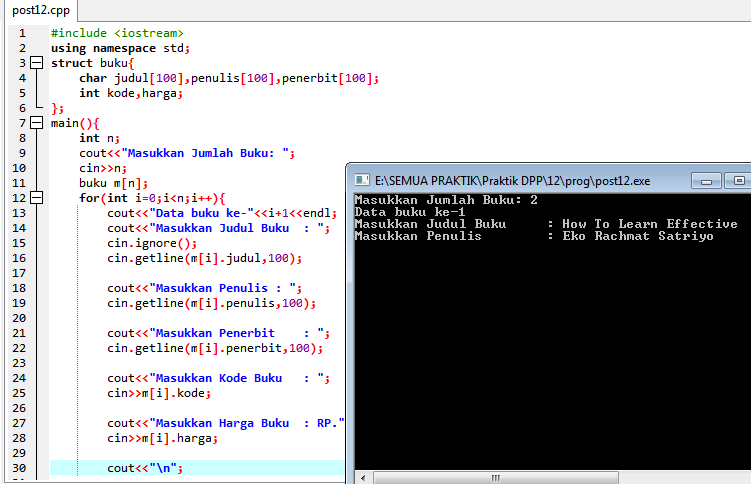 post12.cpp
1 #include <iostream>
2 using namespace std;
3 struct buku{
4 char judul[100],penulis[100],penerbit[100];
5 int kode,harga;
6 };
7 main(){
8 int n;
9 cout<<"Masukkan Jumlah Buku: ";
10 cin>>n;
11 buku m[n];
12 for(int i=0;i<n;i++){
13 cout<<"Data buku ke-"<<i+1<<endl;
14 cout<<"Masukkan Judul Buku  : ";
15 cin.ignore();
16 cin.getline(m[i].judul,100);
17
18 cout<<"Masukkan Penulis : ";
19 cin.getline(m[i].penulis,100);
20
21 cout<<"Masukkan Penerbit    : ";
22 cin.getline(m[i].penerbit,100);
23
24 cout<<"Masukkan Kode Buku   : ";
25 cin>>m[i].kode;
26
27 cout<<"Masukkan Harga Buku  : RP."
28 cin>>m[i].harga;
29
30 cout<<"\n";
E:\SEMUA PRAKTIK\Praktik DPP\12\prog\post12.exe
Masukkan Jumlah Buku: 2
Data buku ke-1
Masukkan Judul Buku     : How To Learn Effective
Masukkan Penulis        : Eko Rachmat Satriyo